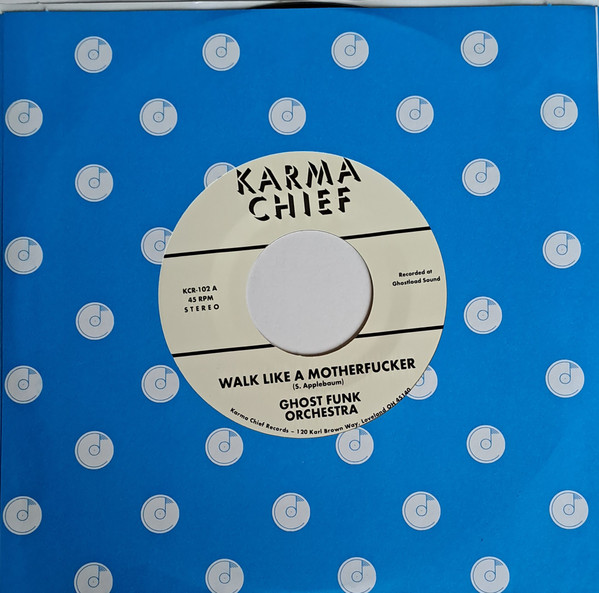 KARMA
CHIEF
KCR-102 A
45 RPM
STEREO
Recorded at
Ghostland Sound
WALK LIKE A MOTHERFUCKER
(S. Applebaum)
GHOST FUNK
ORCHESTRA
Karma Chief Records – 120 Karl Brown Way, Loveland OH 45140